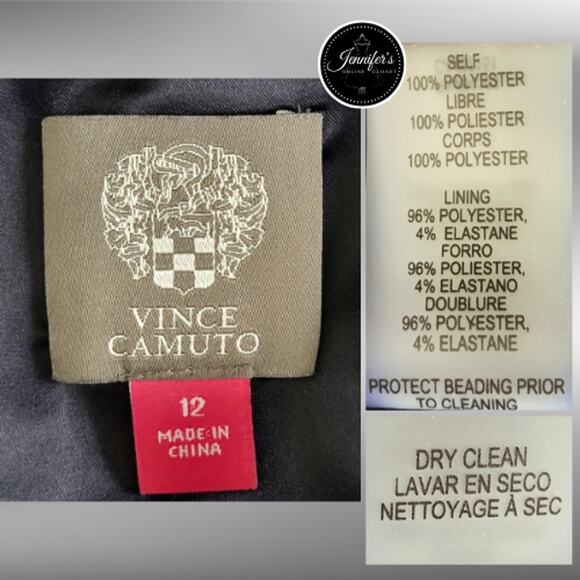 Jennifer's
ONLINE CLOSET
VINCE
CAMUTO
12
MADE IN
CHINA
SELF
100% POLYESTER
LIBRE
100% POLIESTER
CORPS
100% POLYESTER
LINING
96% POLYESTER,
4% ELASTANE
FORRO
96% POLIESTER,
4% ELASTANO
DOUBLURE
96% POLYESTER,
4% ELASTANE
PROTECT BEADING PRIOR
TO CLEANING
DRY CLEAN
LAVAR EN SECO
NETTOYAGE À SEC